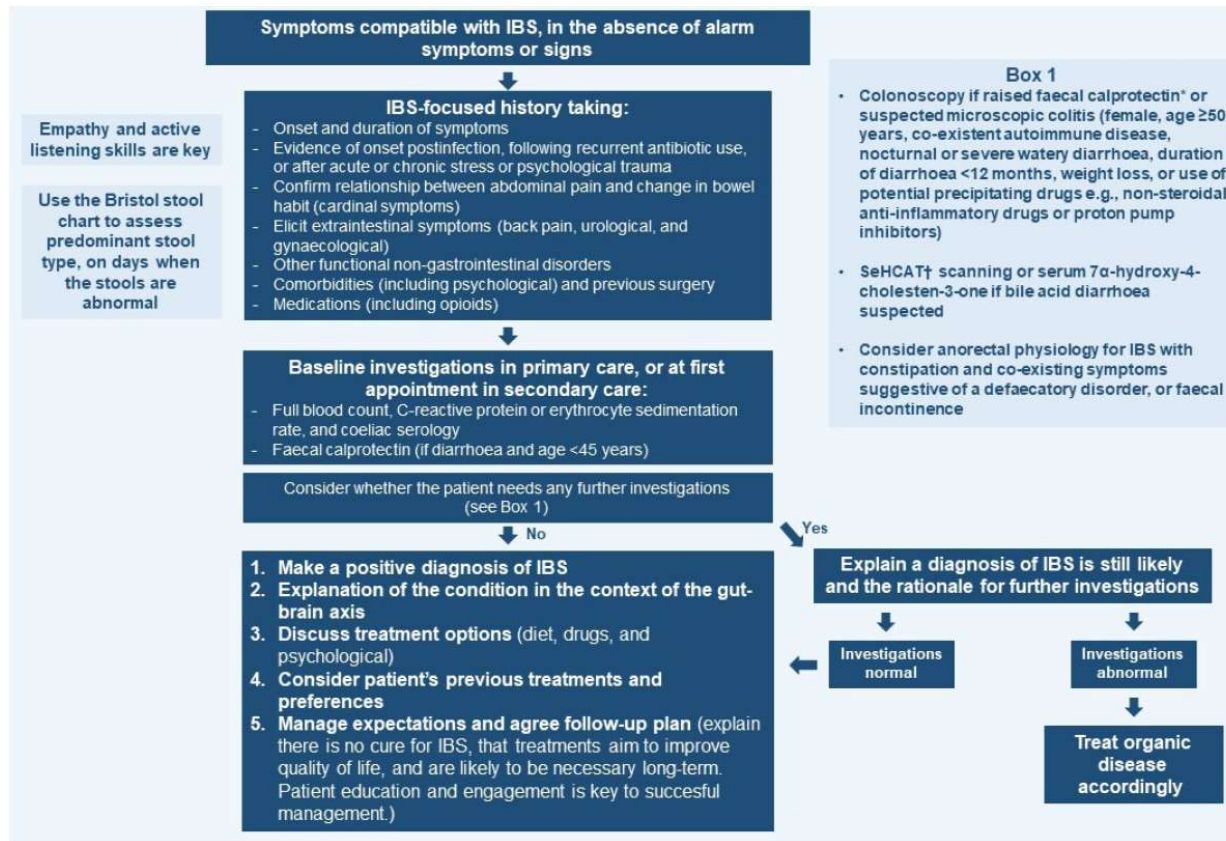 Symptoms compatible with IBS, in the absence of alarm
symptoms or signs
Empathy and active
listening skills are key
Use the Bristol stool
chart to assess
predominant stool
type, on days when
the stools are
abnormal
IBS-focused history taking:
- Onset and duration of symptoms
- Evidence of onset postinfection, following recurrent antibiotic use,
or after acute or chronic stress or psychological trauma
- Confirm relationship between abdominal pain and change in bowel
habit (cardinal symptoms)
- Elicit extraintestinal symptoms (back pain, urological, and
gynaecological)
- Other functional non-gastrointestinal disorders
- Comorbidities (including psychological) and previous surgery
- Medications (including opioids)
Box 1
• Colonoscopy if raised faecal calprotectin* or
suspected microscopic colitis (female, age ≥50
years, co-existent autoimmune disease,
nocturnal or severe watery diarrhoea, duration
of diarrhoea <12 months, weight loss, or use of
potential precipitating drugs e.g., non-steroidal
anti-inflammatory drugs or proton pump
inhibitors)
• SeHCAT† scanning or serum 7α-hydroxy-4-
cholesten-3-one if bile acid diarrhoea
suspected
• Consider anorectal physiology for IBS with
constipation and co-existing symptoms
suggestive of a defaecatory disorder, or faecal
incontinence
Baseline investigations in primary care, or at first
appointment in secondary care:
- Full blood count, C-reactive protein or erythrocyte sedimentation
rate, and coeliac serology
- Faecal calprotectin (if diarrhoea and age <45 years)
Consider whether the patient needs any further investigations
(see Box 1)
No
Yes
1. Make a positive diagnosis of IBS
2. Explanation of the condition in the context of the gut-
brain axis
3. Discuss treatment options (diet, drugs, and
psychological)
4. Consider patient's previous treatments and
preferences
5. Manage expectations and agree follow-up plan (explain
there is no cure for IBS, that treatments aim to improve
quality of life, and are likely to be necessary long-term.
Patient education and engagement is key to succesful
management.)
Explain a diagnosis of IBS is still likely
and the rationale for further investigations
Investigations
normal
Investigations
abnormal
Treat organic
disease
accordingly